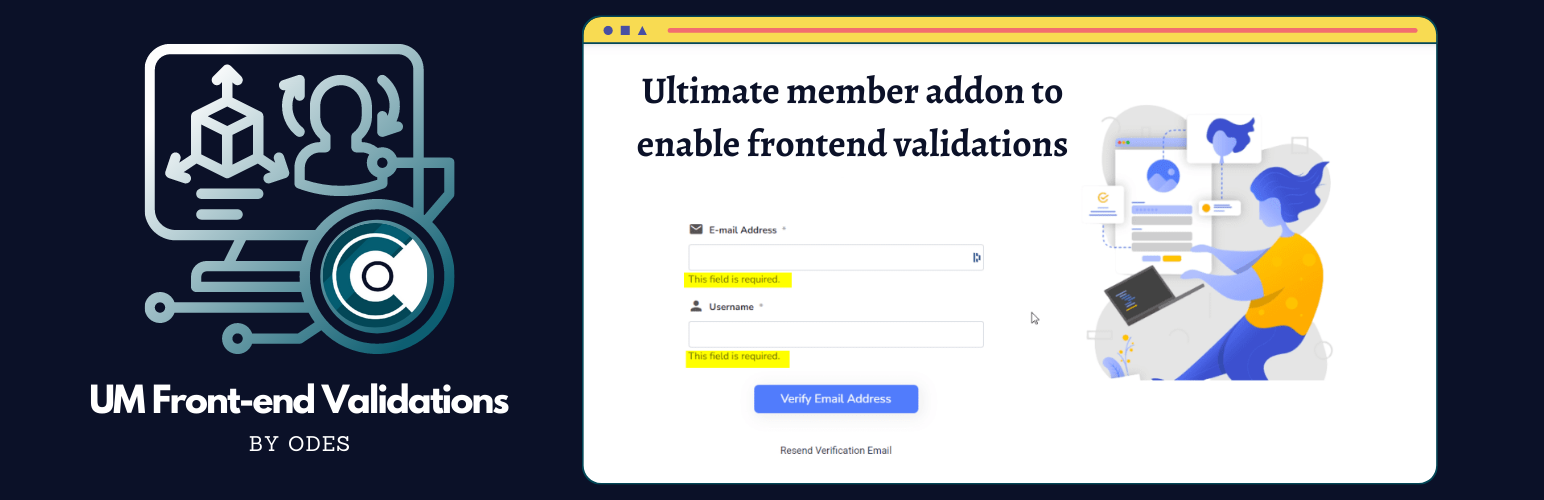 UM Front-end Validations
BY ODES
Ultimate member addon to
enable frontend validations
E-mail Address *
This field is required.
Username *
This field is required.
Verify Email Address
Resend Verification Email